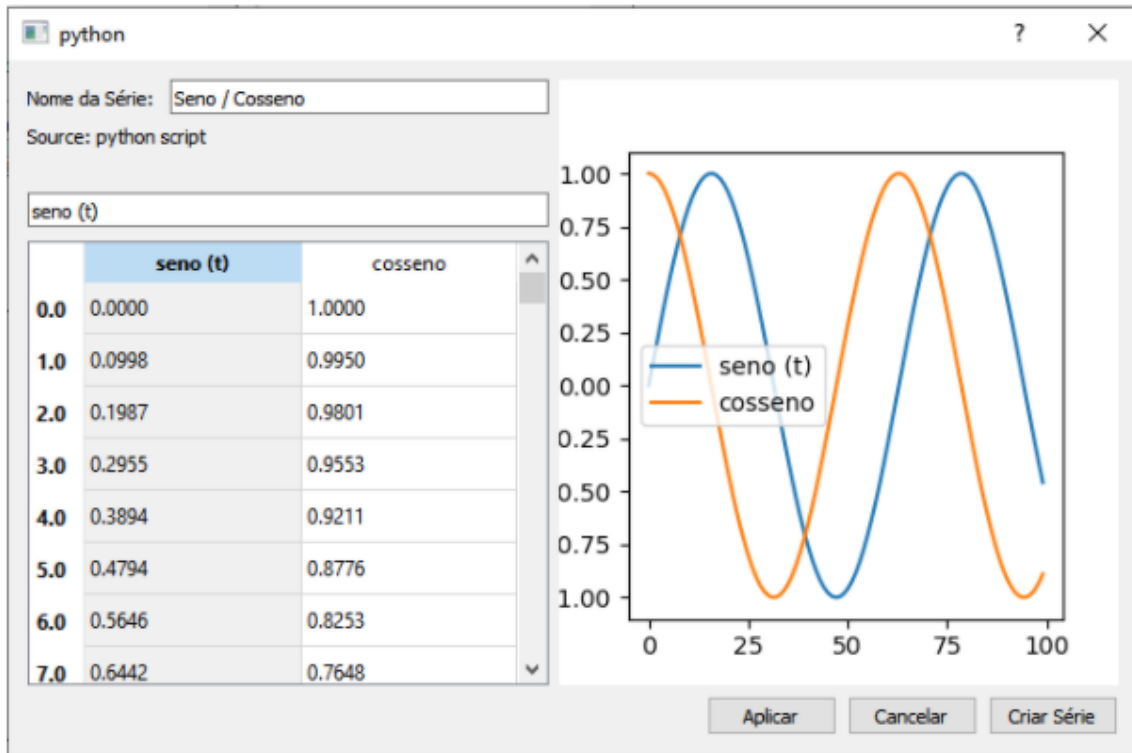 python
Nome da Série: Seno / Cosseno
Source: python script
seno (t)
seno (t) cosseno
0.0 0.0000 1.0000
1.0 0.0998 0.9950
2.0 0.1987 0.9801
3.0 0.2955 0.9553
4.0 0.3894 0.9211
5.0 0.4794 0.8776
6.0 0.5646 0.8253
7.0 0.6442 0.7648
1.00
0.75
0.50
0.25
0.00
0.25
0.50
0.75
1.00
seno (t)
cosseno
0 25 50 75 100
Aplicar Cancelar Criar Série